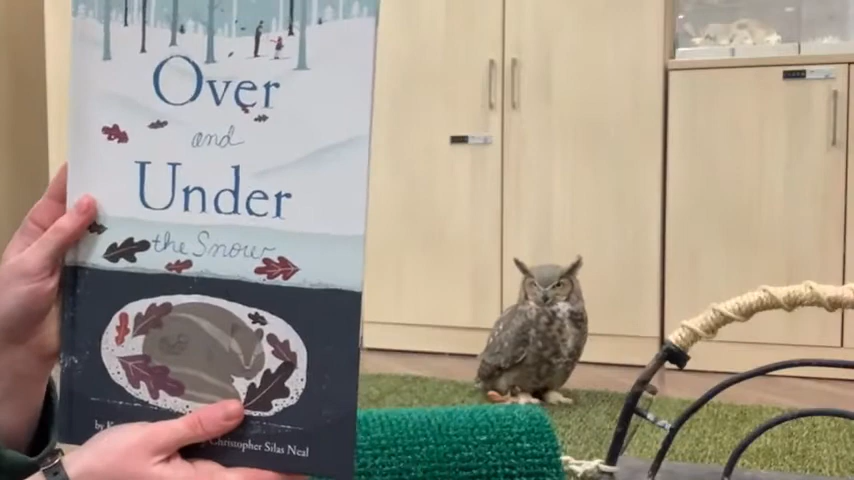 Over
and
Under
the Snow
by
Christopher Silas Neal